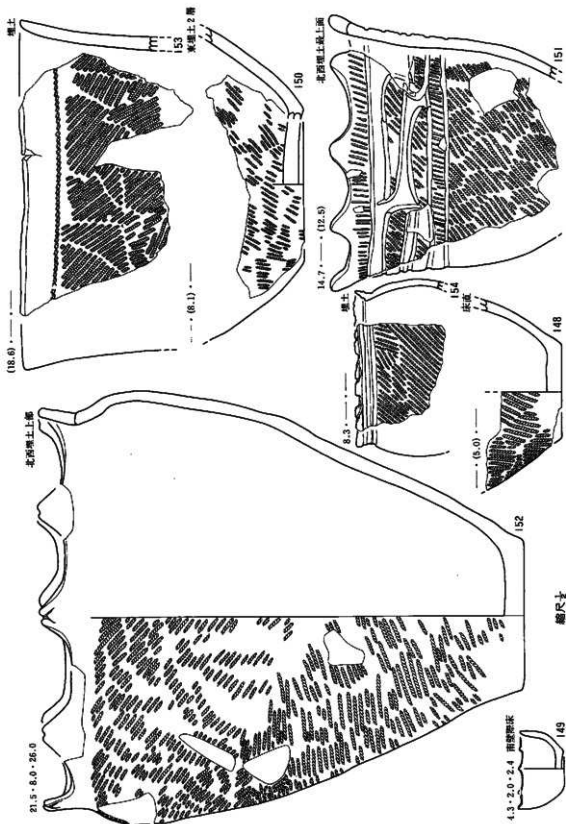 埋土
153
(18.6)・——・——
東埋土2層
150
——・(8.1)・——
北西埋土最上面
151
14.7・——・(12.5)
埋土
154
8.3・——・——
床直
148
——・(5.0)・——
北西埋土上部
152
21.5・8.0・26.0
南壁際床
149
4.3・2.0・2.4
縮尺⅓